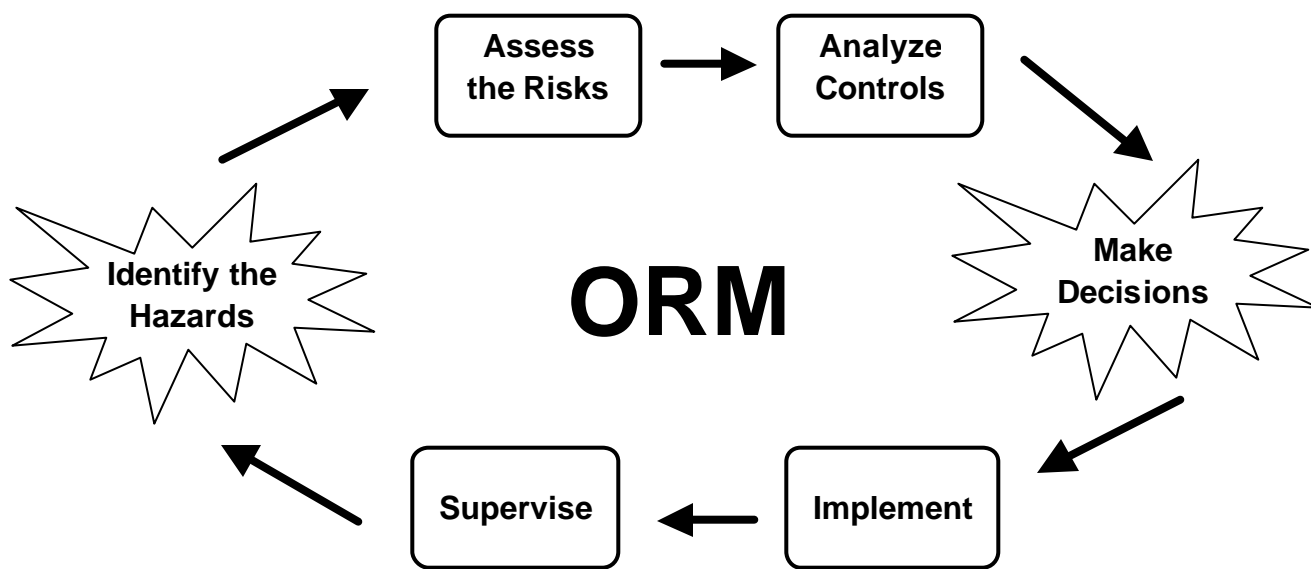 Assess
the Risks
Analyze
Controls
Identify the
Hazards
ORM
Make
Decisions
Supervise
Implement